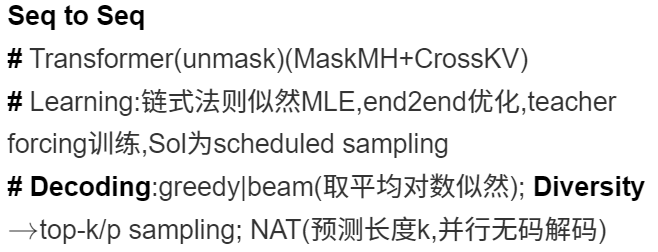 Seq to Seq
# Transformer(unmask)(MaskMH+CrossKV)
# Learning:链式法则似然MLE,end2end优化,teacher
forcing训练,Sol为scheduled sampling
# Decoding:greedy|beam(取平均对数似然); Diversity
→top-k/p sampling; NAT(预测长度k,并行无码解码)